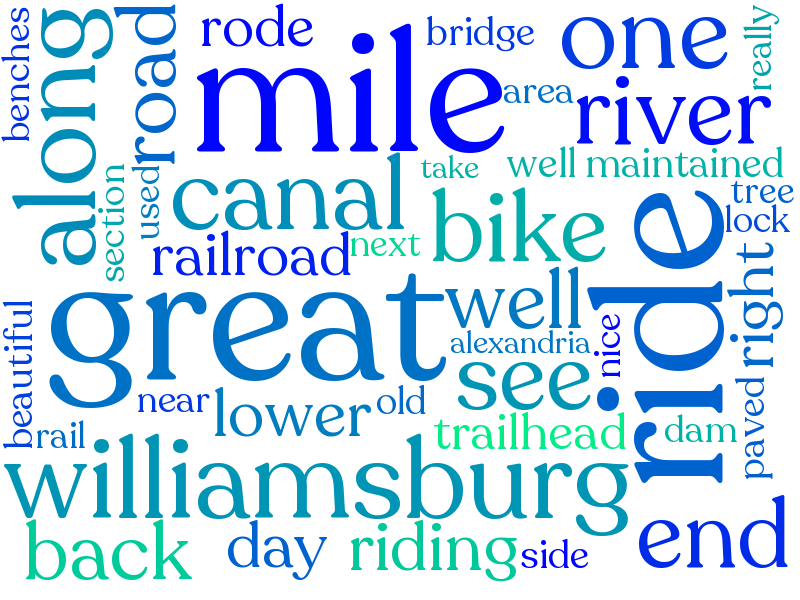 benches
along
road
rode
mile
bridge
one
really
area
river
section
used
canal
take
well maintained
tree
lock
railroad
next
bike
ride
great
well
right
beautiful
alexandria
nice
see
near
lower
old
paved
rail
trailhead
dam
williamsburg
back
day
riding
side
end